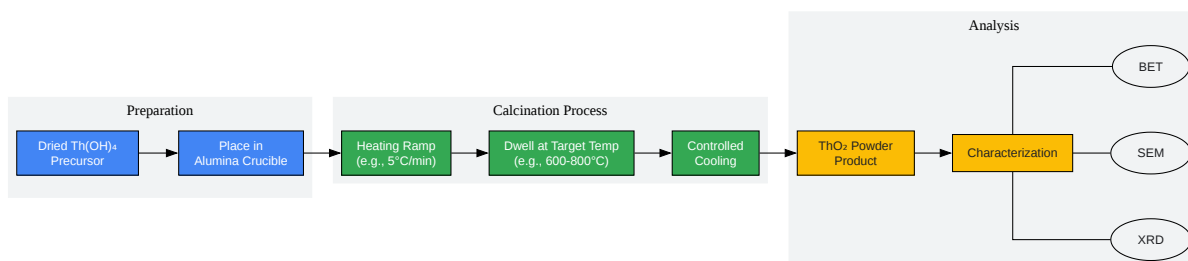 Preparation
Dried Th(OH)₄
Precursor
Place in
Alumina Crucible
Calcination Process
Heating Ramp
(e.g., 5°C/min)
Dwell at Target Temp
(e.g., 600-800°C)
Controlled
Cooling
Analysis
ThO₂ Powder
Product
Characterization
BET
SEM
XRD